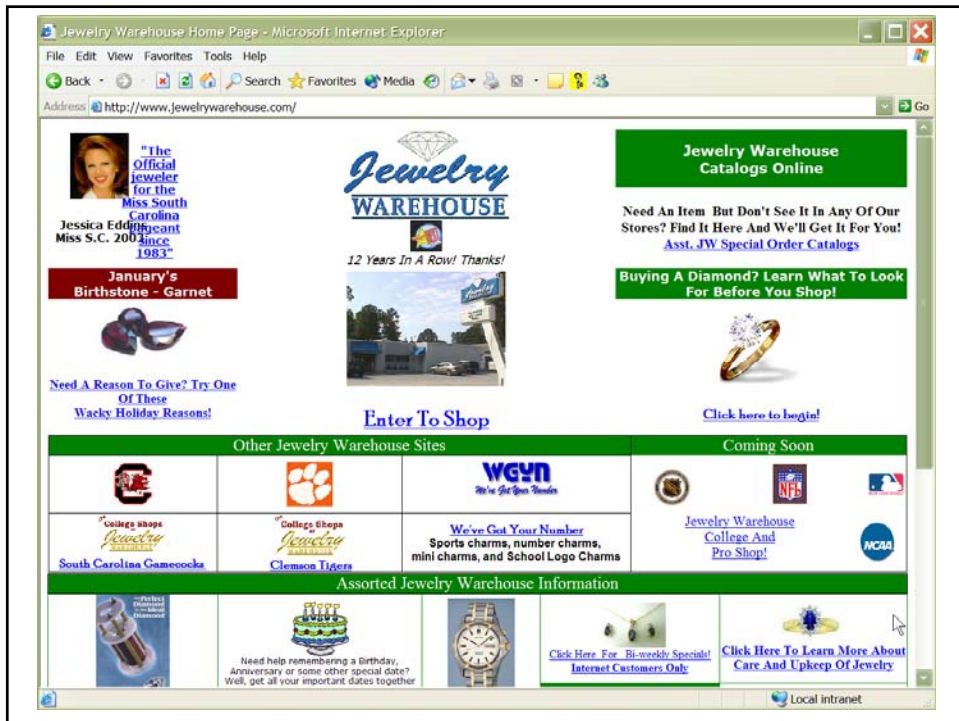 Jewelry Warehouse Home Page - Microsoft Internet Explorer
File Edit View Favorites Tools Help
Back Search Favorites Media
Address http://www.jewelrywarehouse.com/ Go
"The
Official
jeweler
for the
Miss South
Carolina
pageant
since
1983"
Jessica Eddins
Miss S.C. 2003
Jewelry
WAREHOUSE
12 Years In A Row! Thanks!
Jewelry Warehouse
Catalogs Online
Need An Item But Don't See It In Any Of Our
Stores? Find It Here And We'll Get It For You!
Asst. JW Special Order Catalogs
January's
Birthstone - Garnet
Need A Reason To Give? Try One
Of These
Wacky Holiday Reasons!
Enter To Shop
Buying A Diamond? Learn What To Look
For Before You Shop!
Click here to begin!
Other Jewelry Warehouse Sites
Coming Soon
WGYN
We've Got Your Number
NFL
College Shops
Jewelry
WAREHOUSE
South Carolina Gamecocks
College Shops
Jewelry
WAREHOUSE
Clemson Tigers
We've Got Your Number
Sports charms, number charms,
mini charms, and School Logo Charms
Jewelry Warehouse
College And
Pro Shop!
NCAA
Assorted Jewelry Warehouse Information
Need help remembering a Birthday,
Anniversary or some other special date?
Well, get all your important dates together
Click Here For Bi-weekly Specials!
Internet Customers Only
Click Here To Learn More About
Care And Upkeep Of Jewelry
Local intranet